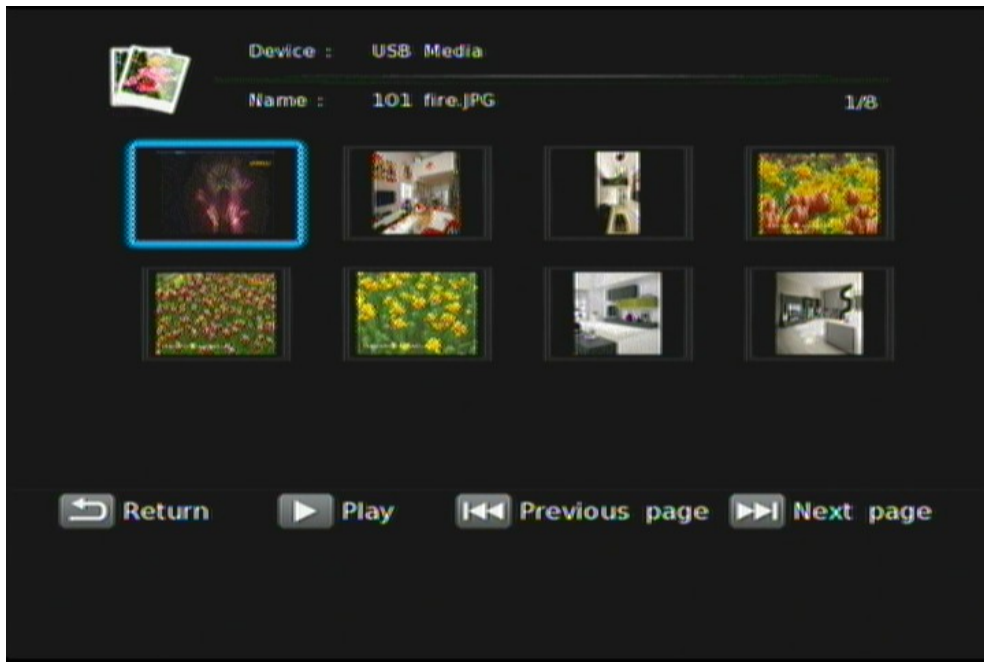 Device : USB Media
Name : 101 fire.JPG 1/8
Return Play Previous page Next page